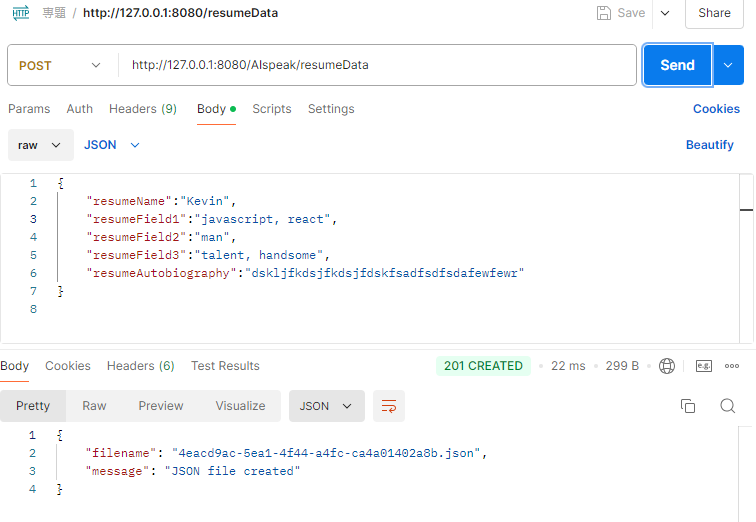 HTTP 專題 / http://127.0.0.1:8080/resumeData Save Share
POST http://127.0.0.1:8080/AIspeak/resumeData Send
Params Auth Headers (9) Body Scripts Settings Cookies
raw JSON Beautify
1 {
2 "resumeName":"Kevin",
3 "resumeField1":"javascript, react",
4 "resumeField2":"man",
5 "resumeField3":"talent, handsome",
6 "resumeAutobiography":"dskljfkdsjfkdsjfdskfsadfsdfsdafewfewr"
7 }
8
Body Cookies Headers (6) Test Results 201 CREATED 22 ms 299 B e.g.
Pretty Raw Preview Visualize JSON
1 {
2 "filename": "4eacd9ac-5ea1-4f44-a4fc-ca4a01402a8b.json",
3 "message": "JSON file created"
4 }